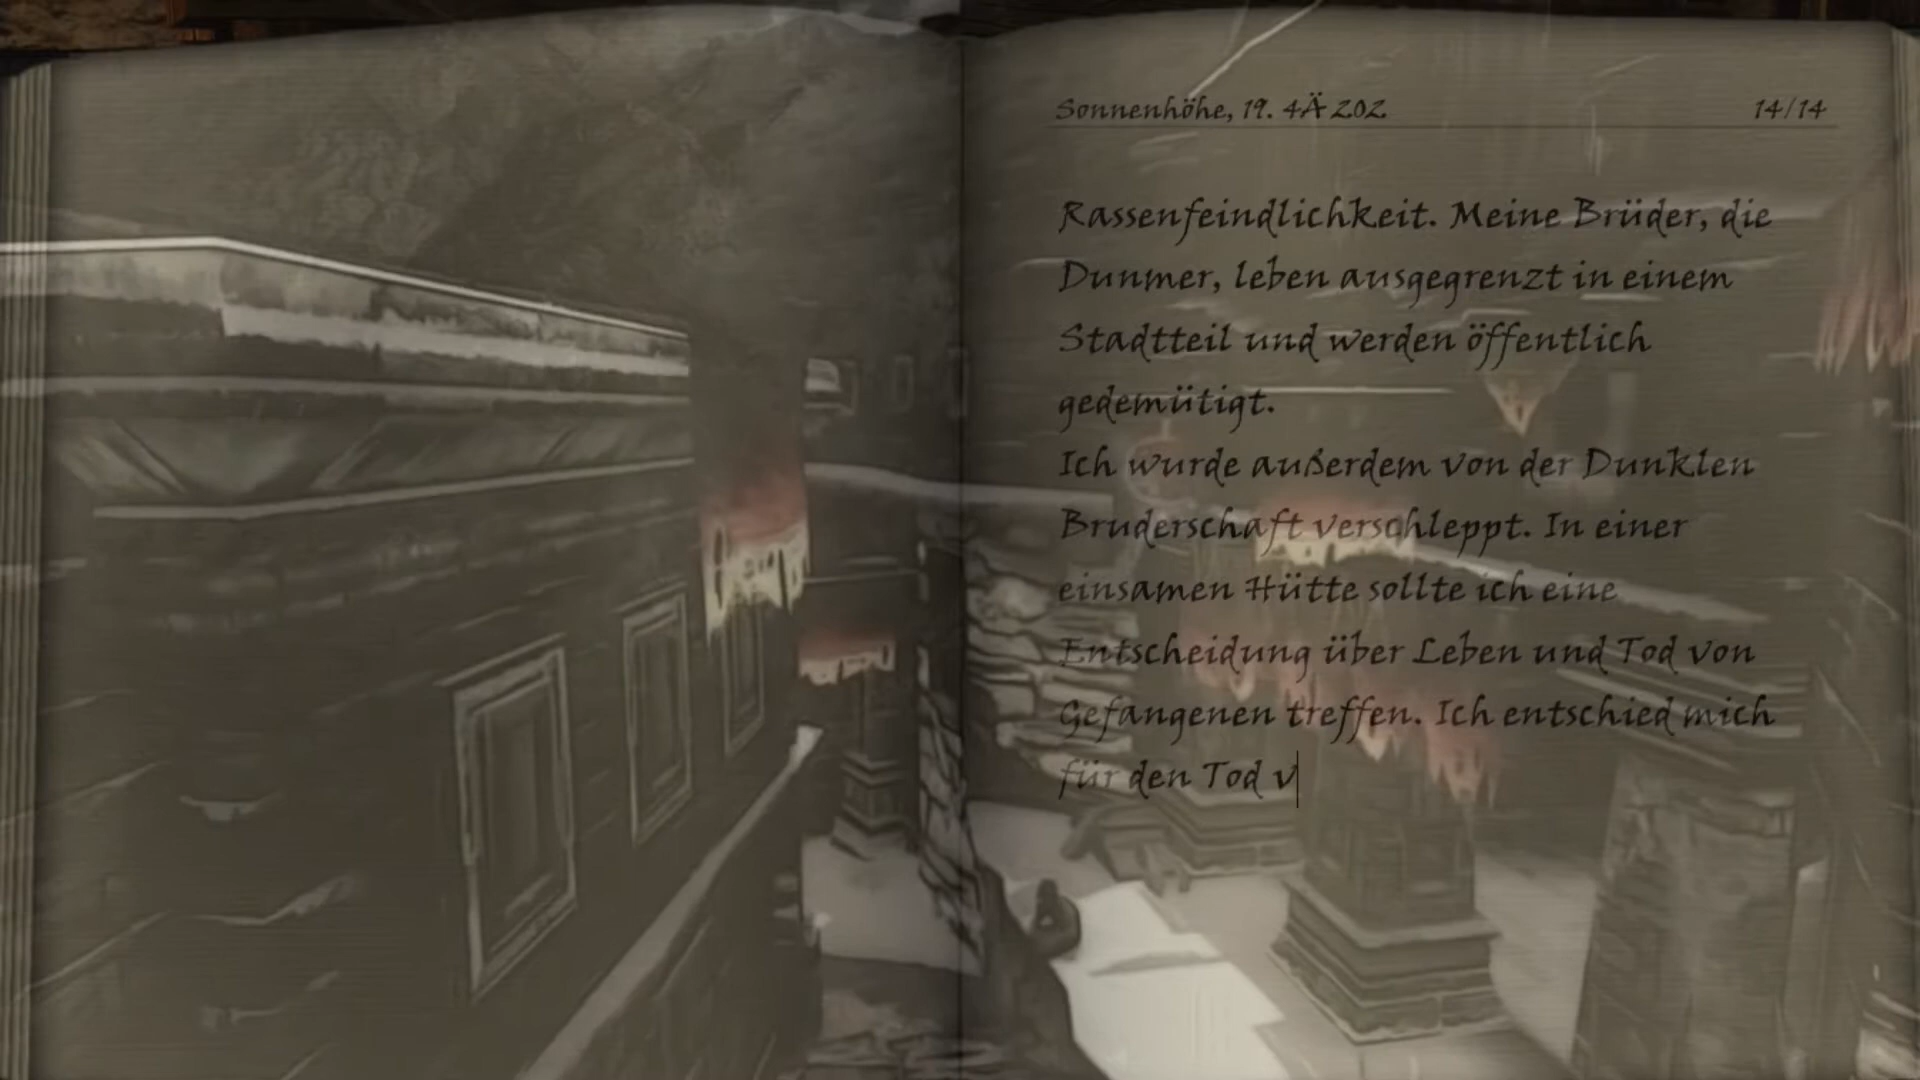 Sonnenhöhe, 19. 4Ä 202 14/14
Rassenfeindlichkeit. Meine Brüder, die
Dunmer, leben ausgegrenzt in einem
Stadtteil und werden öffentlich
gedemütigt.
Ich wurde außerdem von der Dunklen
Bruderschaft verschleppt. In einer
einsamen Hütte sollte ich eine
Entscheidung über Leben und Tod von
Gefangenen treffen. Ich entschied mich
für den Tod v